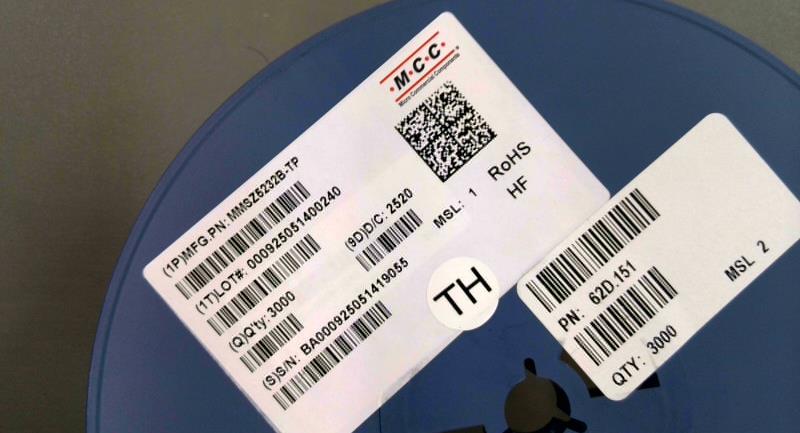 M·C·C·®
Micro Commercial Components
(1P)MFG.PN: MMSZ5232B-TP
(1T)LOT#: 000925051400240
(9D)D/C: 2520
(Q)Q'ty: 3000
(S)S/N: BA000925051419055
MSL: 1
RoHS
HF
TH
PN: 62D.151
QTY: 3000
MSL 2